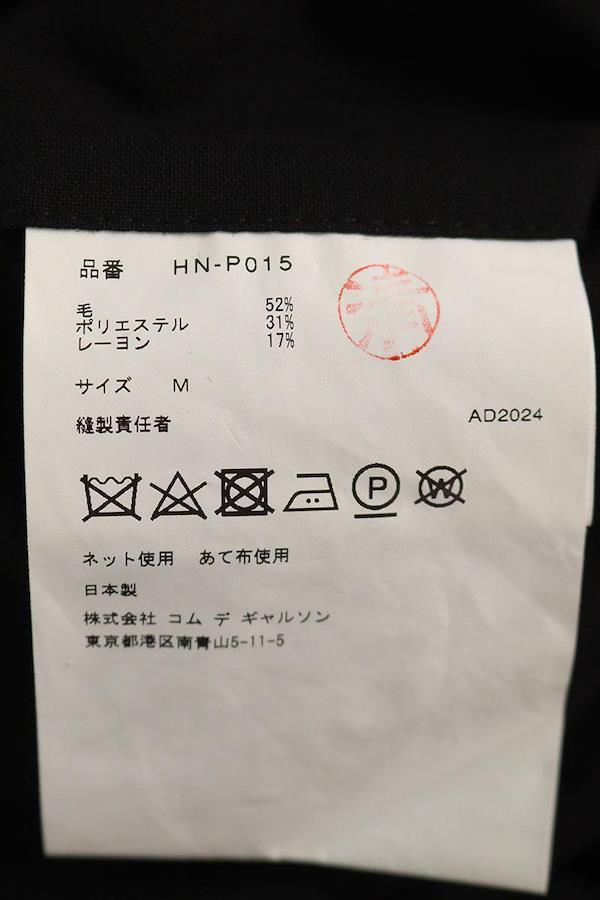 品番 HN-P015
毛 52%
ポリエステル 31%
レーヨン 17%
サイズ M
縫製責任者
AD2024
P
W
ネット使用 あて布使用
日本製
株式会社 コム デ ギャルソン
東京都港区南青山5-11-5